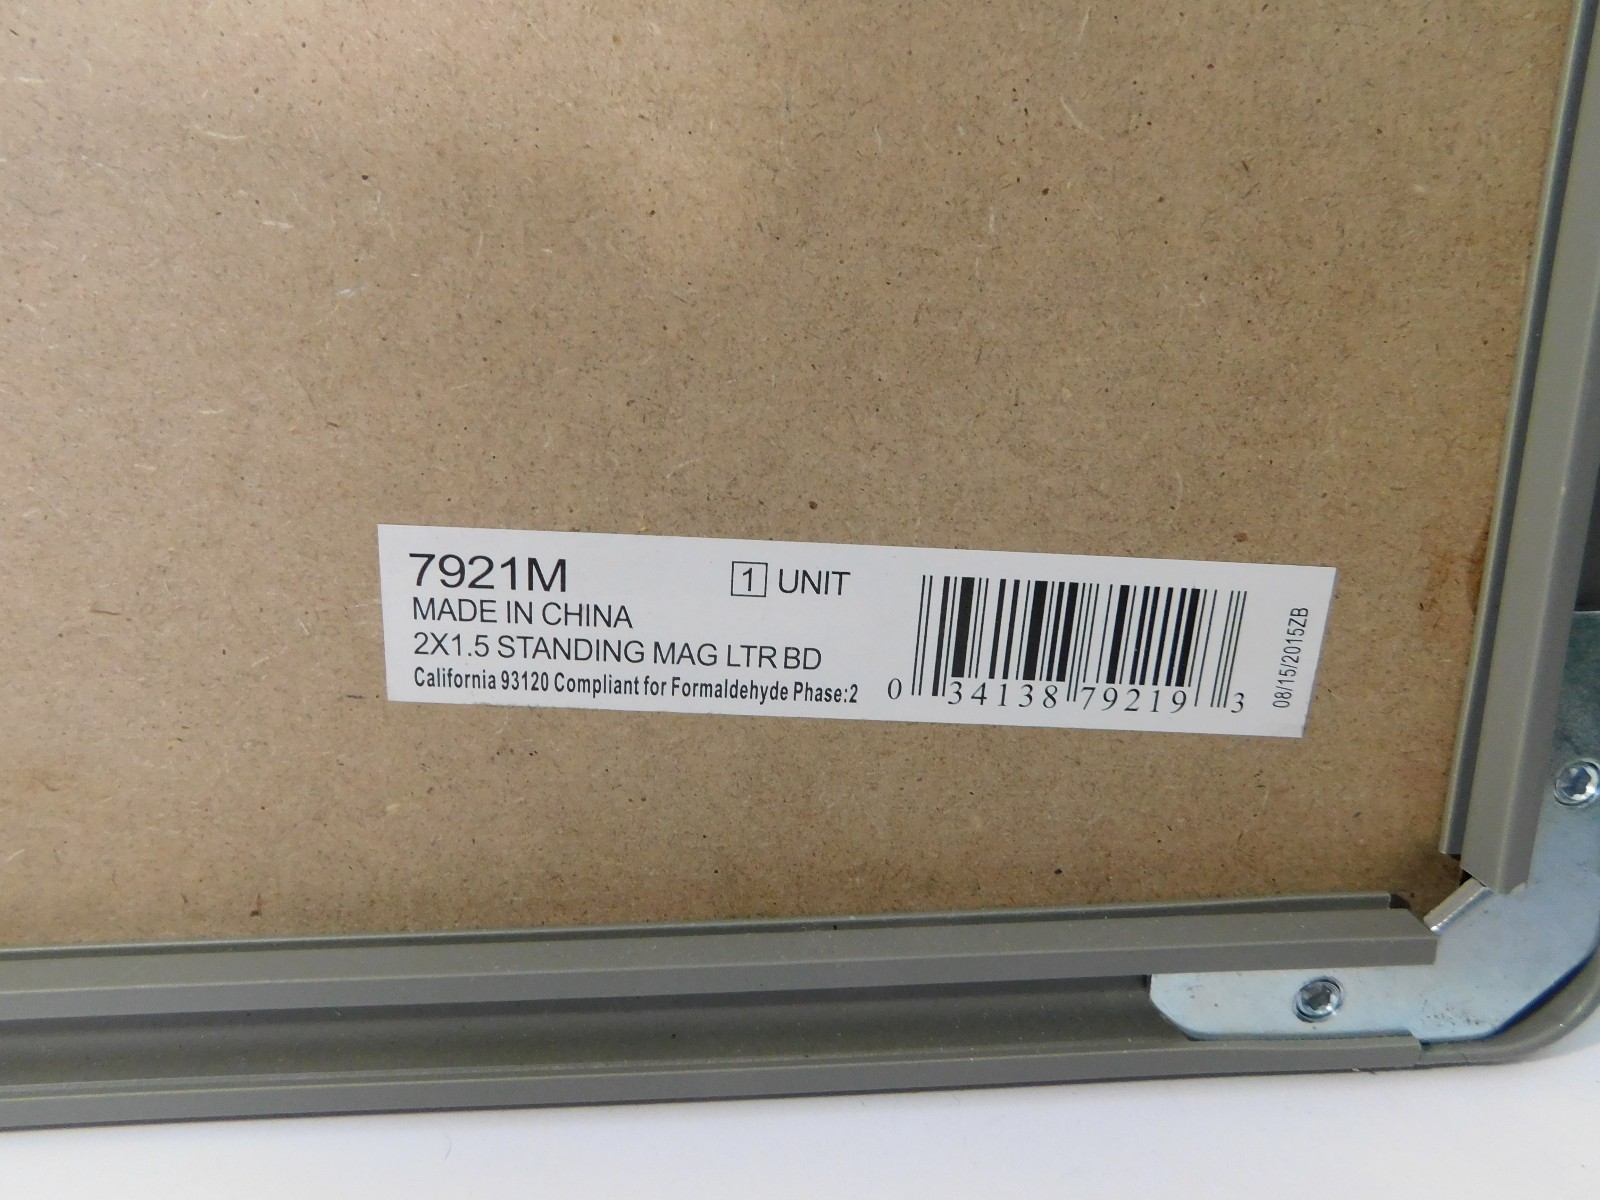 7921M
1 UNIT
MADE IN CHINA
2X1.5 STANDING MAG LTR BD
California 93120 Compliant for Formaldehyde Phase:2
0 34138 79219 3
08/15/2015ZB